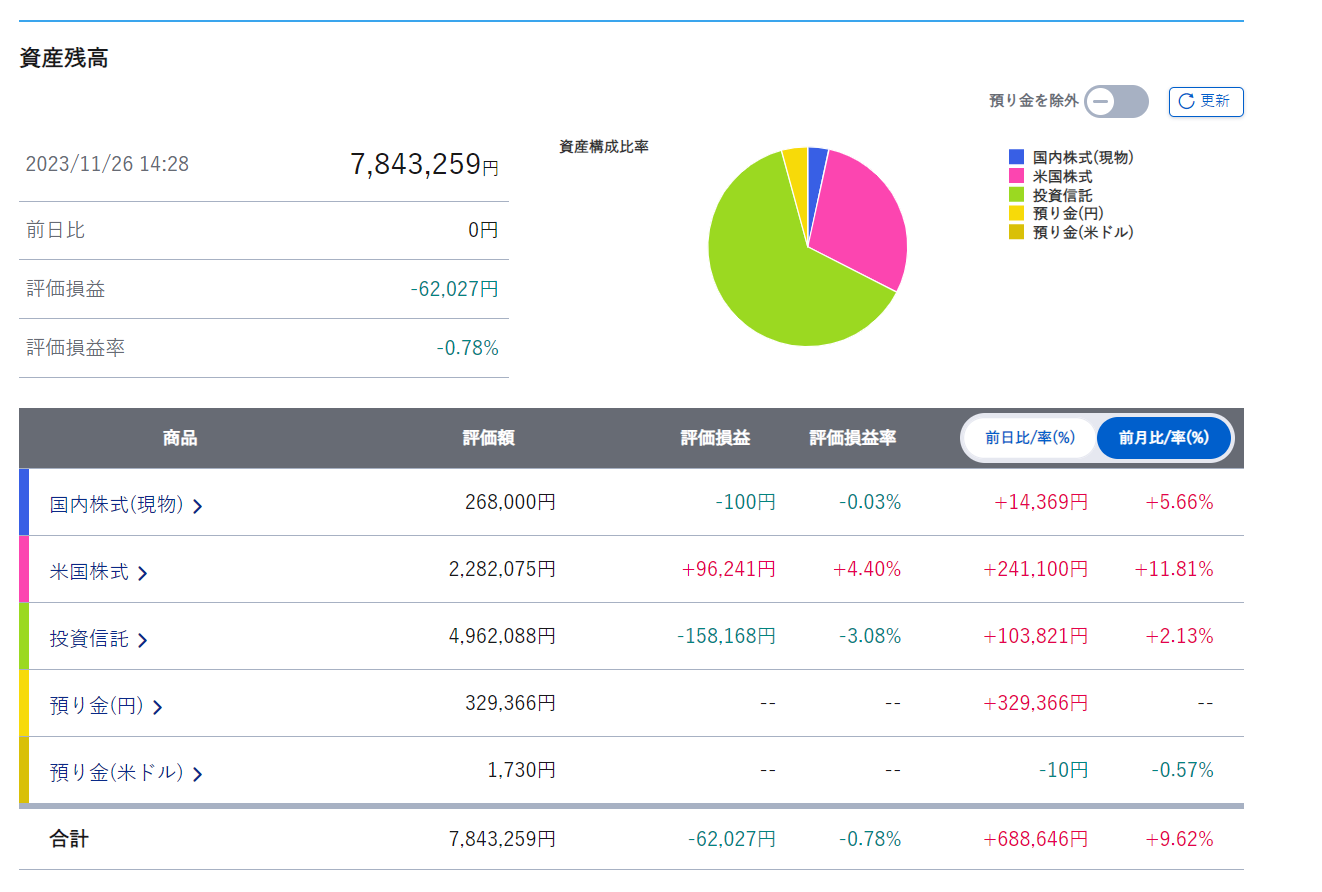 資産残高
預り金を除外 更新
2023/11/26 14:28 7,843,259円
前日比 0円
評価損益 -62,027円
評価損益率 -0.78%
資産構成比率
国内株式(現物)
米国株式
投資信託
預り金(円)
預り金(米ドル)
商品 評価額 評価損益 評価損益率 前日比/率(%) 前月比/率(%)
国内株式(現物) 268,000円 -100円 -0.03% +14,369円 +5.66%
米国株式 2,282,075円 +96,241円 +4.40% +241,100円 +11.81%
投資信託 4,962,088円 -158,168円 -3.08% +103,821円 +2.13%
預り金(円) 329,366円 -- -- +329,366円 --
預り金(米ドル) 1,730円 -- -- -10円 -0.57%
合計 7,843,259円 -62,027円 -0.78% +688,646円 +9.62%